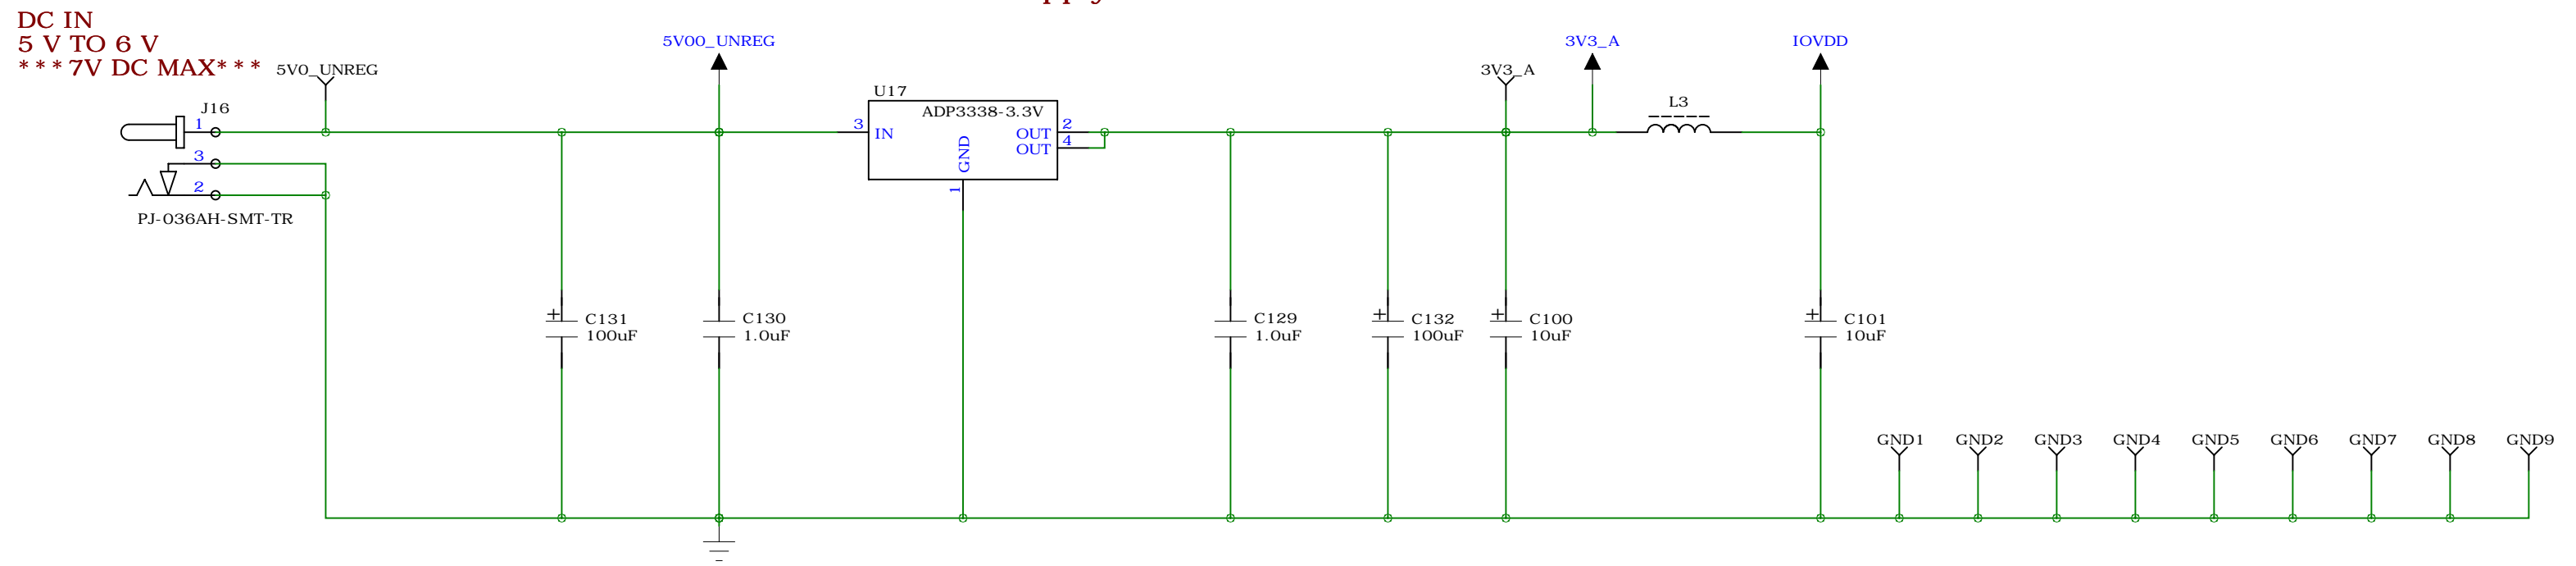 DC IN
5 V TO 6 V
***7V DC MAX***
5V0_UNREG
5V00_UNREG
3V3_A
3V3_A
IOVDD
J16
1
3
2
PJ-036AH-SMT-TR
U17
ADP3338-3.3V
3
IN
GND
1
OUT
2
OUT
4
L3
C131
100uF
C130
1.0uF
C129
1.0uF
C132
100uF
C100
10uF
C101
10uF
GND1
GND2
GND3
GND4
GND5
GND6
GND7
GND8
GND9